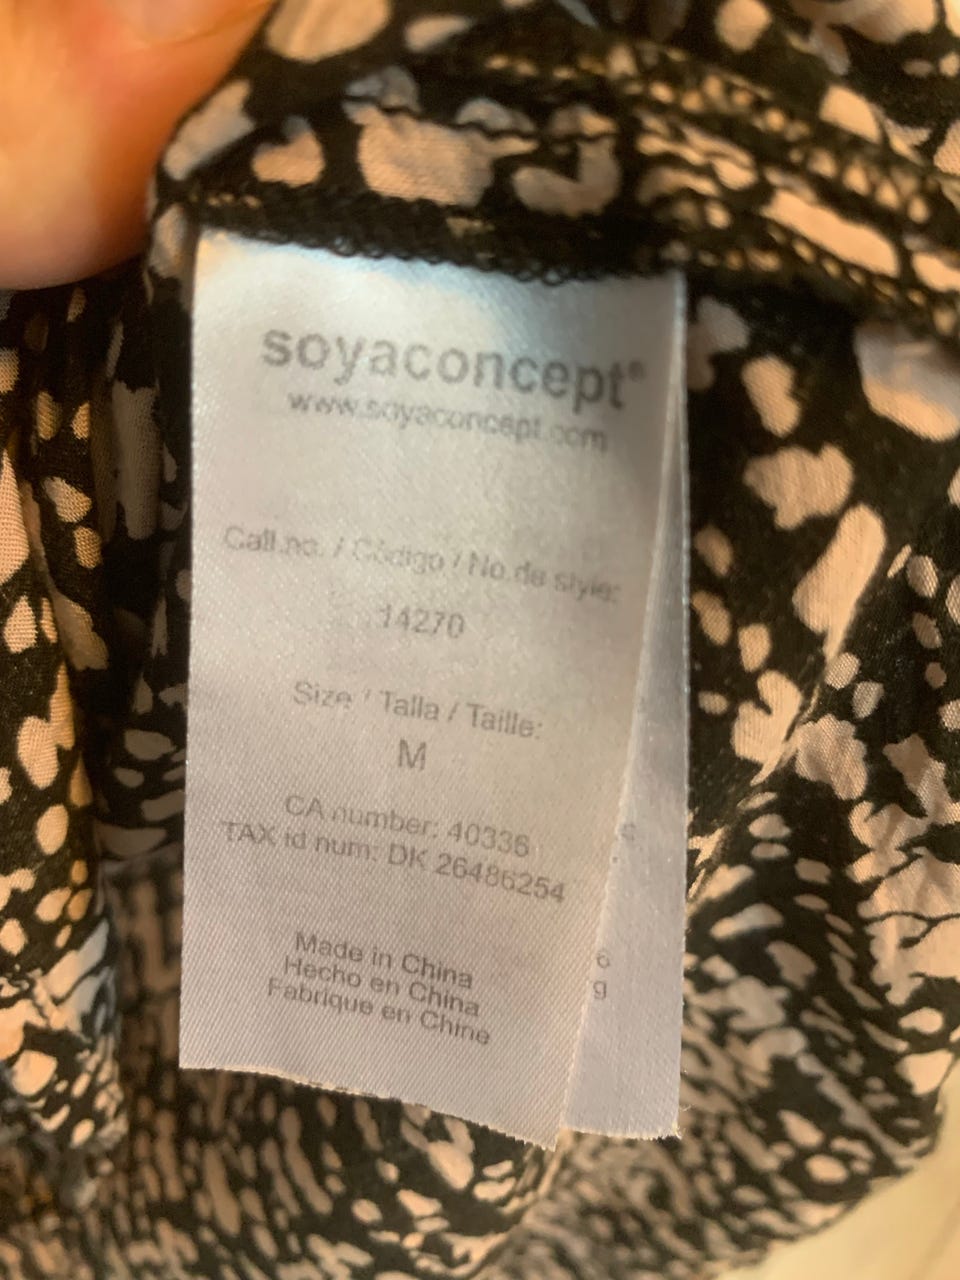 soyaconcept®
www.soyaconcept.com
Call.no. / Código / No.de style:
14270
Size / Talla / Taille:
M
CA number: 40336
TAX id num: DK 26486254
Made in China
Hecho en China
Fabrique en Chine
6
g